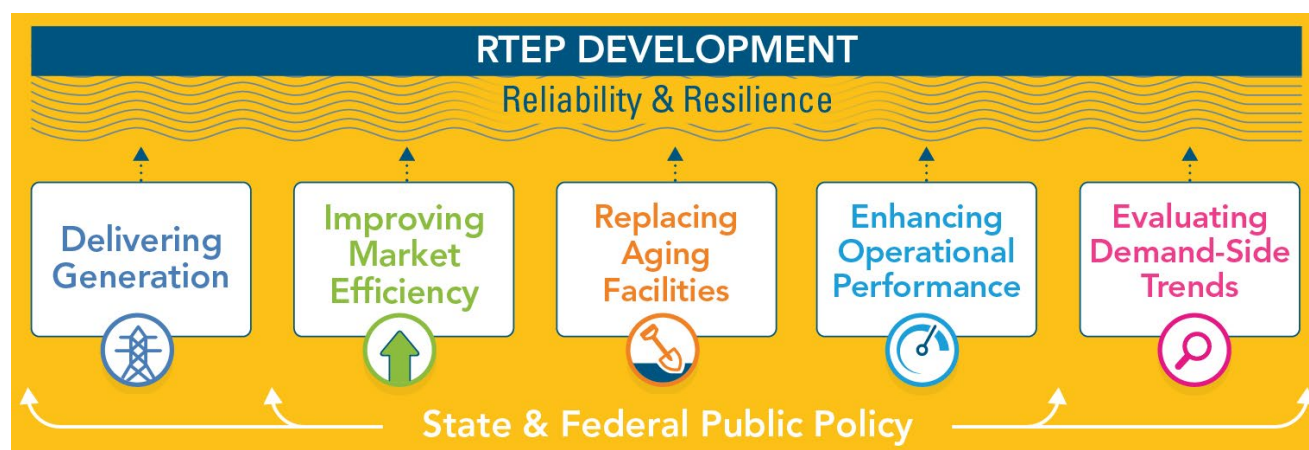 RTEP DEVELOPMENT
Reliability & Resilience
Delivering
Generation
Improving
Market
Efficiency
Replacing
Aging
Facilities
Enhancing
Operational
Performance
Evaluating
Demand-Side
Trends
State & Federal Public Policy